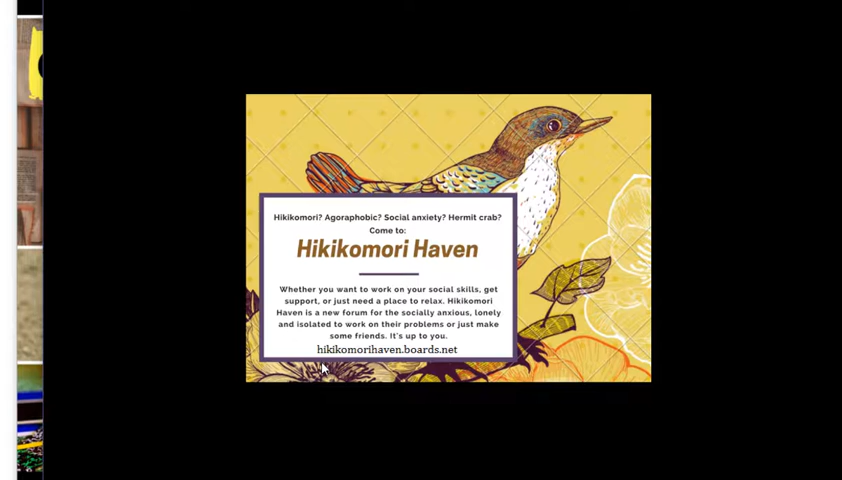 Hikikomori? Agoraphobic? Social anxiety? Hermit crab?
Come to:
Hikikomori Haven
Whether you want to work on your social skills, get
support, or just need a place to relax. Hikikomori
Haven is a new forum for the socially anxious, lonely
and isolated to work on their problems or just make
some friends. It's up to you.
hikikomorihaven.boards.net